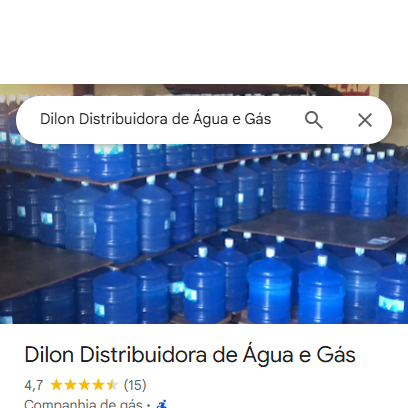 Dilon Distribuidora de Água e Gás
Dilon Distribuidora de Água e Gás
4,7 (15)
Companhia de gás ·